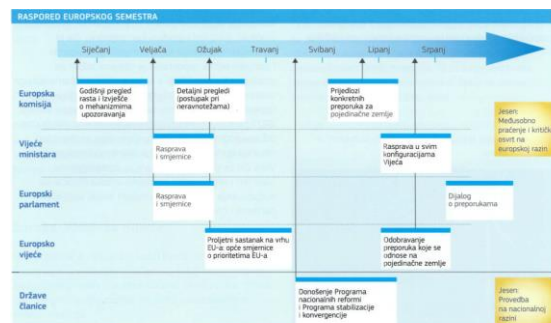 RASPORED EUROPSKOG SEMESTRA
Siječanj Veljača Ožujak Travanj Svibanj Lipanj Srpanj
Europska
komisija
Godišnji pregled
rasta i Izvješće
o mehanizmima
upozoravanja
Detaljni pregledi
(postupak pri
neravnotežama)
Prijedlozi
konkretnih
preporuka za
pojedinačne zemlje
Jesen:
Međusobno
praćenje i kritičk
osvrt na
europskoj razin
Vijeće
ministara
Rasprava
i smjernice
Rasprava u svim
konfiguracijama
Vijeća
Europski
parlament
Rasprava
i smjernice
Dijalog
o preporukama
Europsko
vijeće
Proljetni sastanak na vrhu
EU-a: opće smjernice
o prioritetima EU-a
Odobravanje
preporuka koje se
odnose na
pojedinačne zemlje
Države
članice
Donošenje Programa
nacionalnih reformi
i Programa stabilizacije
i konvergencije
Jesen:
Provedba
na nacionalnoj
razini